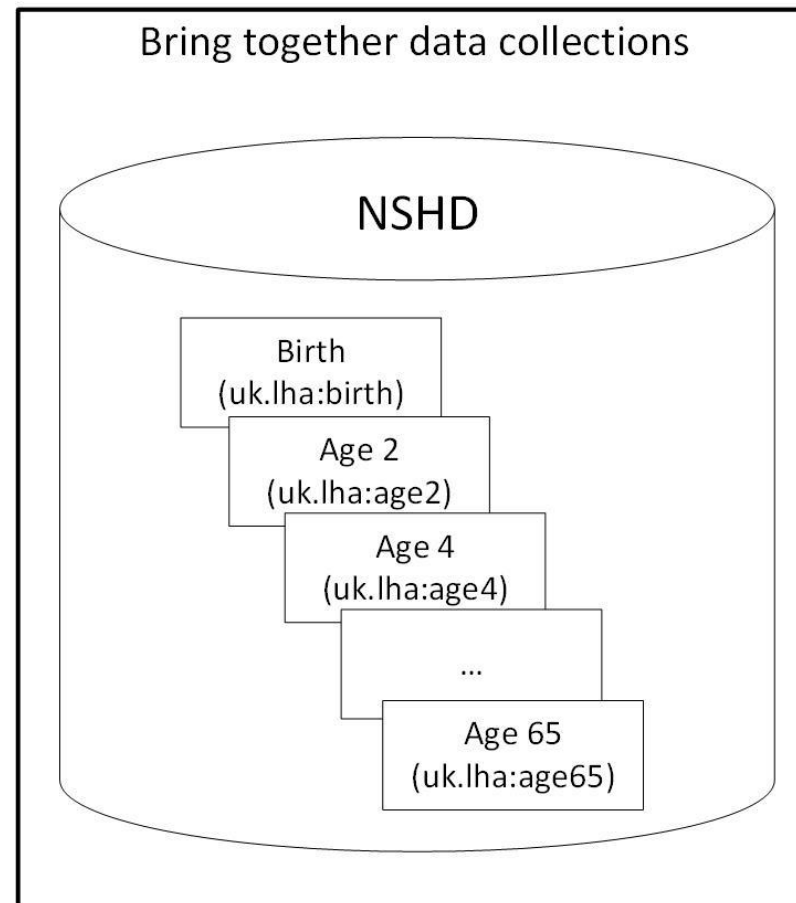 Bring together data collections
NSHD
Birth
(uk.lha:birth)
Age 2
(uk.lha:age2)
Age 4
(uk.lha:age4)
...
Age 65
(uk.lha:age65)